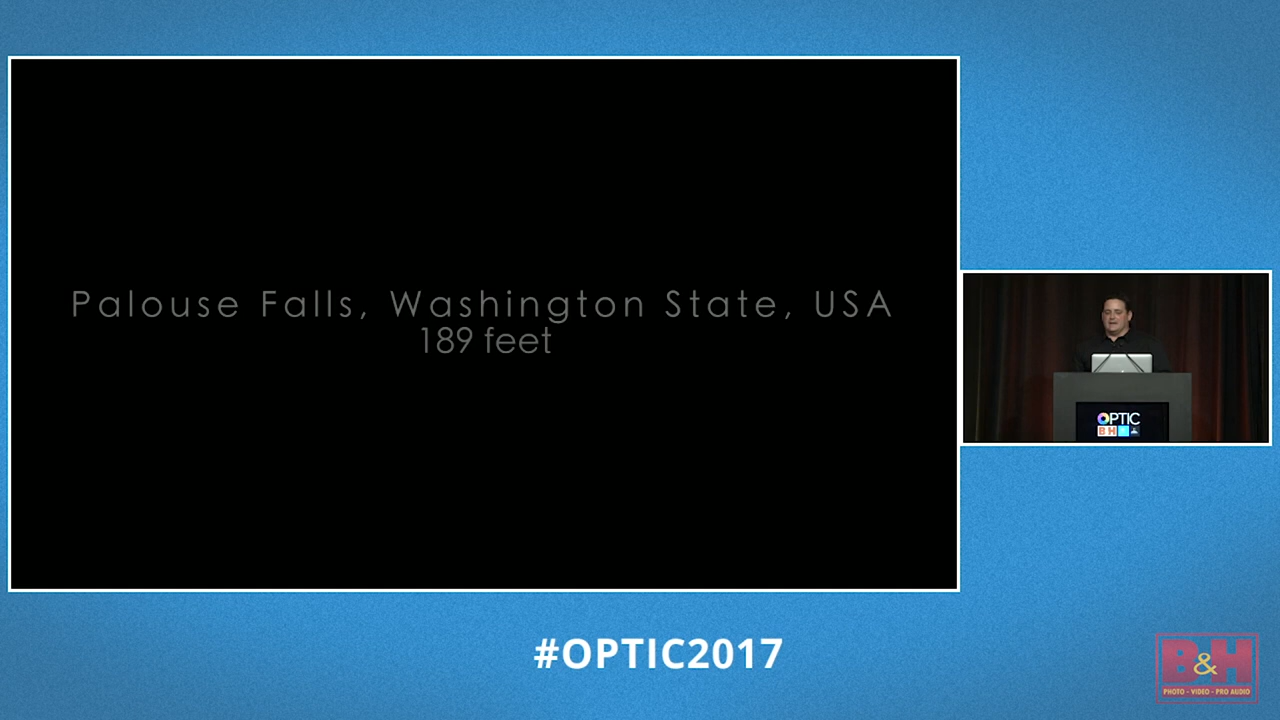 Palouse Falls, Washington State, USA
189 feet
OPTIC
B H
#OPTIC2017
B&H
PHOTO - VIDEO - PRO AUDIO